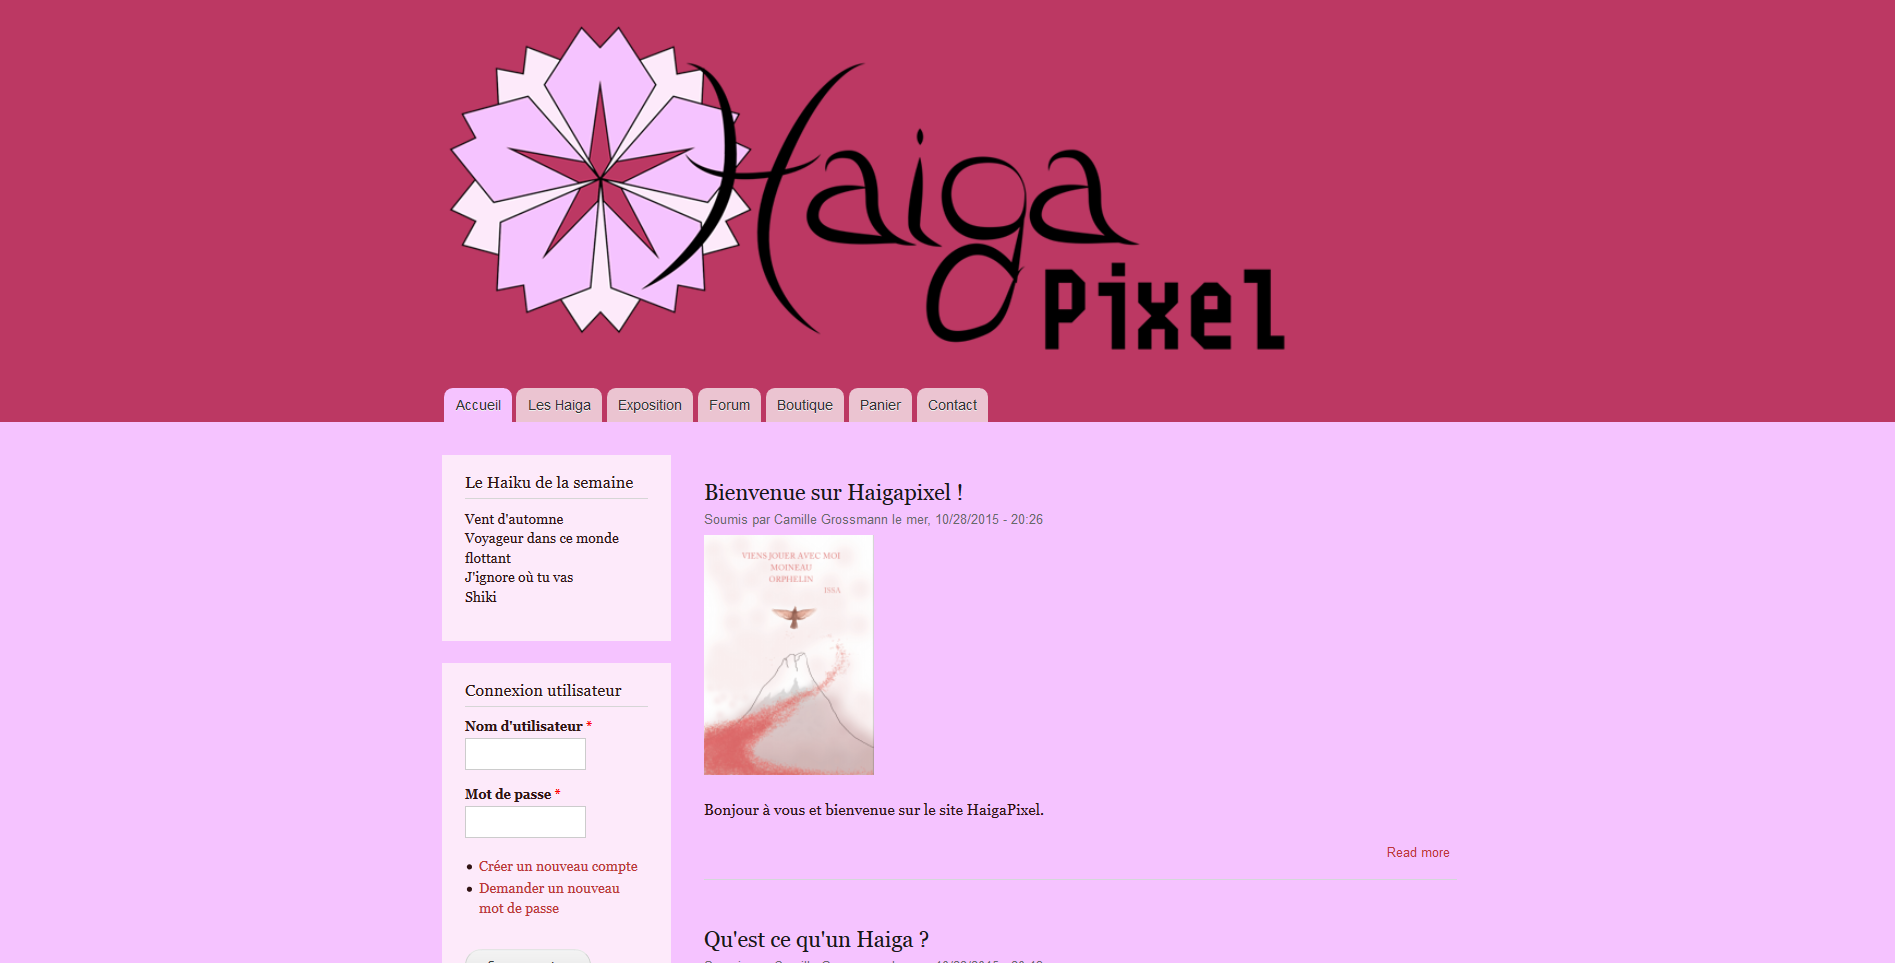 Haiga
Pixel
Accueil
Les Haiga
Exposition
Forum
Boutique
Panier
Contact
Le Haiku de la semaine
Vent d'automne
Voyageur dans ce monde
flottant
J'ignore où tu vas
Shiki
Connexion utilisateur
Nom d'utilisateur *
Mot de passe *
Créer un nouveau compte
Demander un nouveau
mot de passe
Bienvenue sur Haigapixel !
Soumis par Camille Grossmann le mer, 10/28/2015 - 20:26
VIENS JOUER AVEC MOI
MOINEAU
ORPHELIN
ISSA
Bonjour à vous et bienvenue sur le site HaigaPixel.
Read more
Qu'est ce qu'un Haiga ?